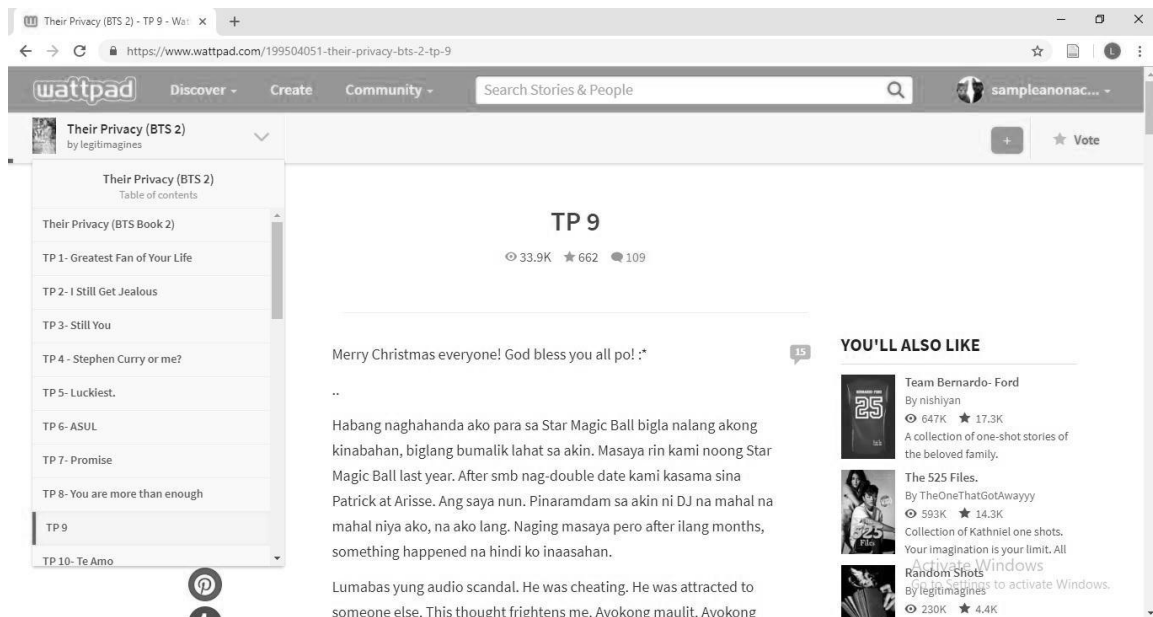 Their Privacy (BTS 2) - TP 9 - Wat
https://www.wattpad.com/199504051-their-privacy-bts-2-tp-9
L
wattpad
Discover
Create
Community
Search Stories & People
sampleanonac...
Their Privacy (BTS 2)
by legitimagines
+
Vote
Their Privacy (BTS 2)
Table of contents
Their Privacy (BTS Book 2)
TP 1- Greatest Fan of Your Life
TP 2- I Still Get Jealous
TP 3- Still You
TP 4 - Stephen Curry or me?
TP 5- Luckiest.
TP 6- ASUL
TP 7- Promise
TP 8- You are more than enough
TP 9
TP 10- Te Amo
TP 9
33.9K 662 109
Merry Christmas everyone! God bless you all po! :*
15
..
Habang naghahanda ako para sa Star Magic Ball bigla nalang akong
kinabahan, biglang bumalik lahat sa akin. Masaya rin kami noong Star
Magic Ball last year. After smb nag-double date kami kasama sina
Patrick at Arisse. Ang saya nun. Pinaramdam sa akin ni DJ na mahal na
mahal niya ako, na ako lang. Naging masaya pero after ilang months,
something happened na hindi ko inaasahan.
Lumabas yung audio scandal. He was cheating. He was attracted to
someone else. This thought frightens me. Ayokong maulit. Ayokong
YOU'LL ALSO LIKE
BERNARDO-FORD
25
Team Bernardo- Ford
By nishiyan
647K 17.3K
A collection of one-shot stories of
the beloved family.
525
Files
The 525 Files.
By TheOneThatGotAwayyy
593K 14.3K
Collection of Kathniel one shots.
Your imagination is your limit. All
Random Shots
By legitimagines
230K 4.4K
Activate Windows
Go to Settings to activate Windows.